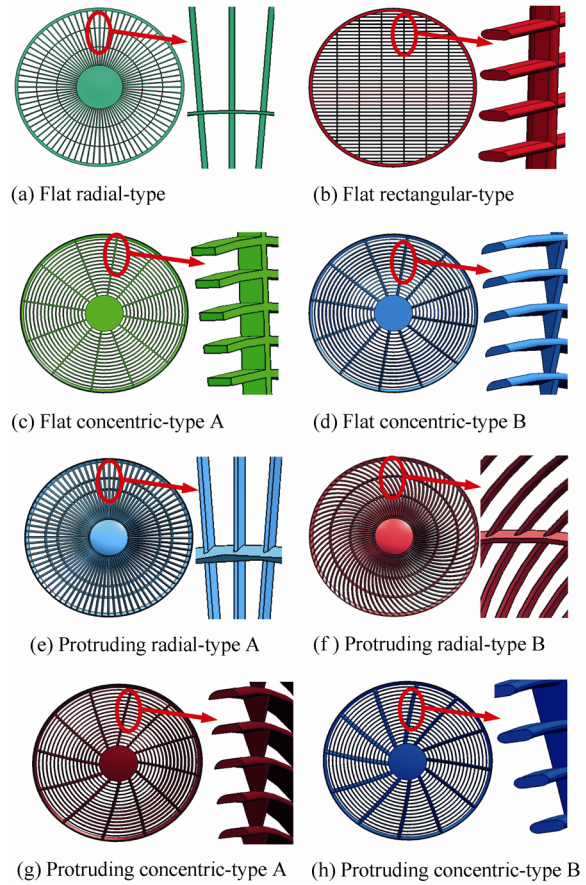 (a) Flat radial-type
(b) Flat rectangular-type
(c) Flat concentric-type A
(d) Flat concentric-type B
(e) Protruding radial-type A
(f ) Protruding radial-type B
(g) Protruding concentric-type A
(h) Protruding concentric-type B